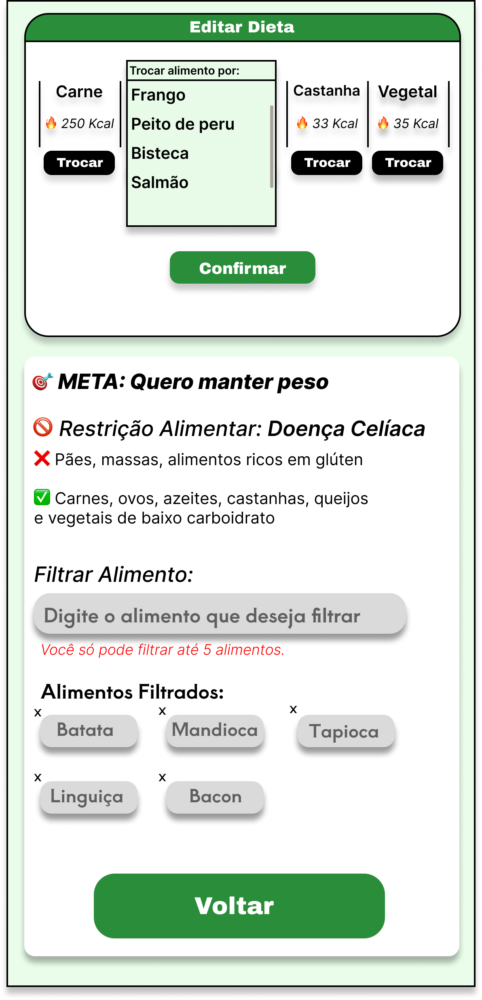 Editar Dieta
Carne
🔥 250 Kcal
Trocar
Trocar alimento por:
Frango
Peito de peru
Bisteca
Salmão
Castanha
🔥 33 Kcal
Trocar
Vegetal
🔥 35 Kcal
Trocar
Confirmar
🎯 META: Quero manter peso
🚫 Restrição Alimentar: Doença Celíaca
❌ Pães, massas, alimentos ricos em glúten
✅ Carnes, ovos, azeites, castanhas, queijos
e vegetais de baixo carboidrato
Filtrar Alimento:
Digite o alimento que deseja filtrar
Você só pode filtrar até 5 alimentos.
Alimentos Filtrados:
x
Batata
x
Mandioca
x
Tapioca
x
Linguiça
x
Bacon
Voltar